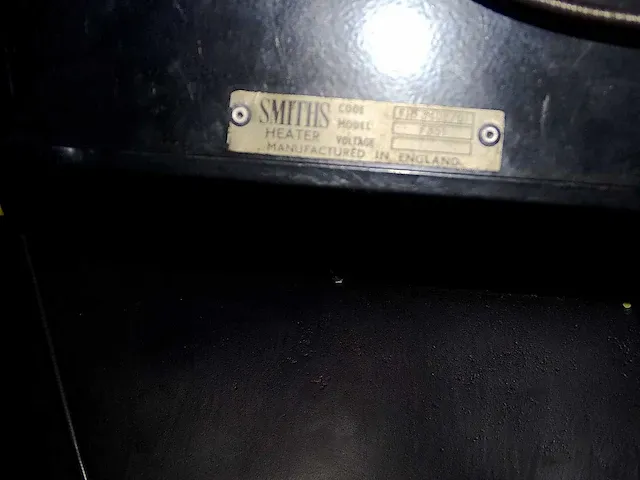 SMITHS CODE
HEATER MODEL
VOLTAGE
MANUFACTURED IN ENGLAND